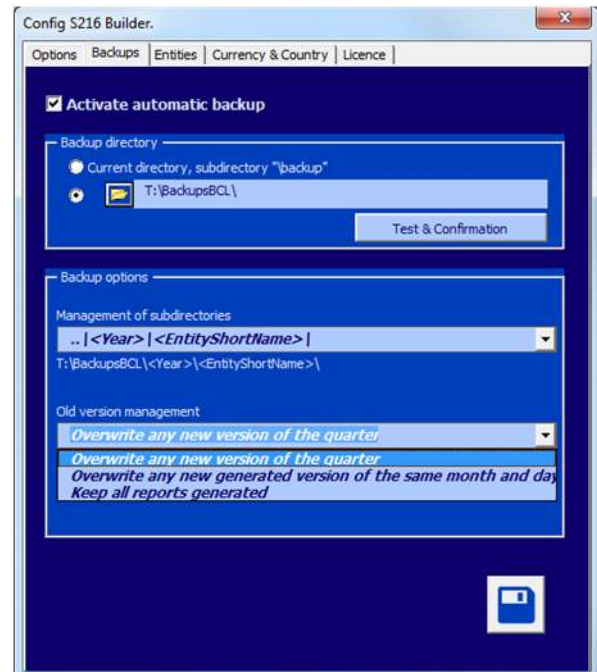 Config S216 Builder.
Options Backups Entities Currency & Country Licence
Activate automatic backup
Backup directory
Current directory, subdirectory "\backup"
T:\BackupsBCL\
Test & Confirmation
Backup options
Management of subdirectories
..|<Year>|<EntityShortName>|
T:\BackupsBCL\<Year>\<EntityShortName>\
Old version management
Overwrite any new version of the quarter
Overwrite any new version of the quarter
Overwrite any new generated version of the same month and day
Keep all reports generated